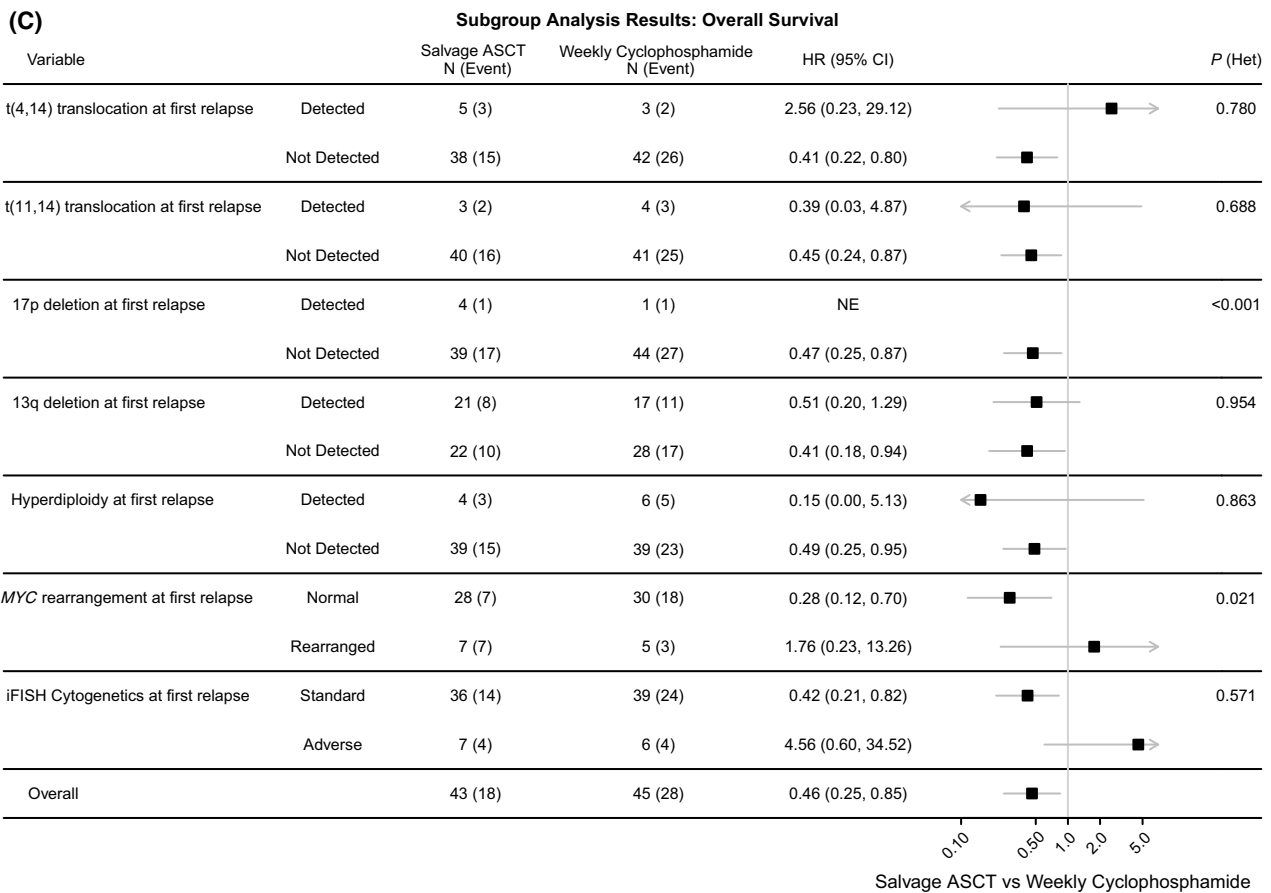 (C)
Subgroup Analysis Results: Overall Survival
Variable Salvage ASCT N (Event) Weekly Cyclophosphamide N (Event) HR (95% CI) P (Het)
t(4,14) translocation at first relapse Detected 5 (3) 3 (2) 2.56 (0.23, 29.12) 0.780
Not Detected 38 (15) 42 (26) 0.41 (0.22, 0.80)
t(11,14) translocation at first relapse Detected 3 (2) 4 (3) 0.39 (0.03, 4.87) 0.688
Not Detected 40 (16) 41 (25) 0.45 (0.24, 0.87)
17p deletion at first relapse Detected 4 (1) 1 (1) NE <0.001
Not Detected 39 (17) 44 (27) 0.47 (0.25, 0.87)
13q deletion at first relapse Detected 21 (8) 17 (11) 0.51 (0.20, 1.29) 0.954
Not Detected 22 (10) 28 (17) 0.41 (0.18, 0.94)
Hyperdiploidy at first relapse Detected 4 (3) 6 (5) 0.15 (0.00, 5.13) 0.863
Not Detected 39 (15) 39 (23) 0.49 (0.25, 0.95)
MYC rearrangement at first relapse Normal 28 (7) 30 (18) 0.28 (0.12, 0.70) 0.021
Rearranged 7 (7) 5 (3) 1.76 (0.23, 13.26)
iFISH Cytogenetics at first relapse Standard 36 (14) 39 (24) 0.42 (0.21, 0.82) 0.571
Adverse 7 (4) 6 (4) 4.56 (0.60, 34.52)
Overall 43 (18) 45 (28) 0.46 (0.25, 0.85)
0.10 0.50 1.0 2.0 5.0
Salvage ASCT vs Weekly Cyclophosphamide